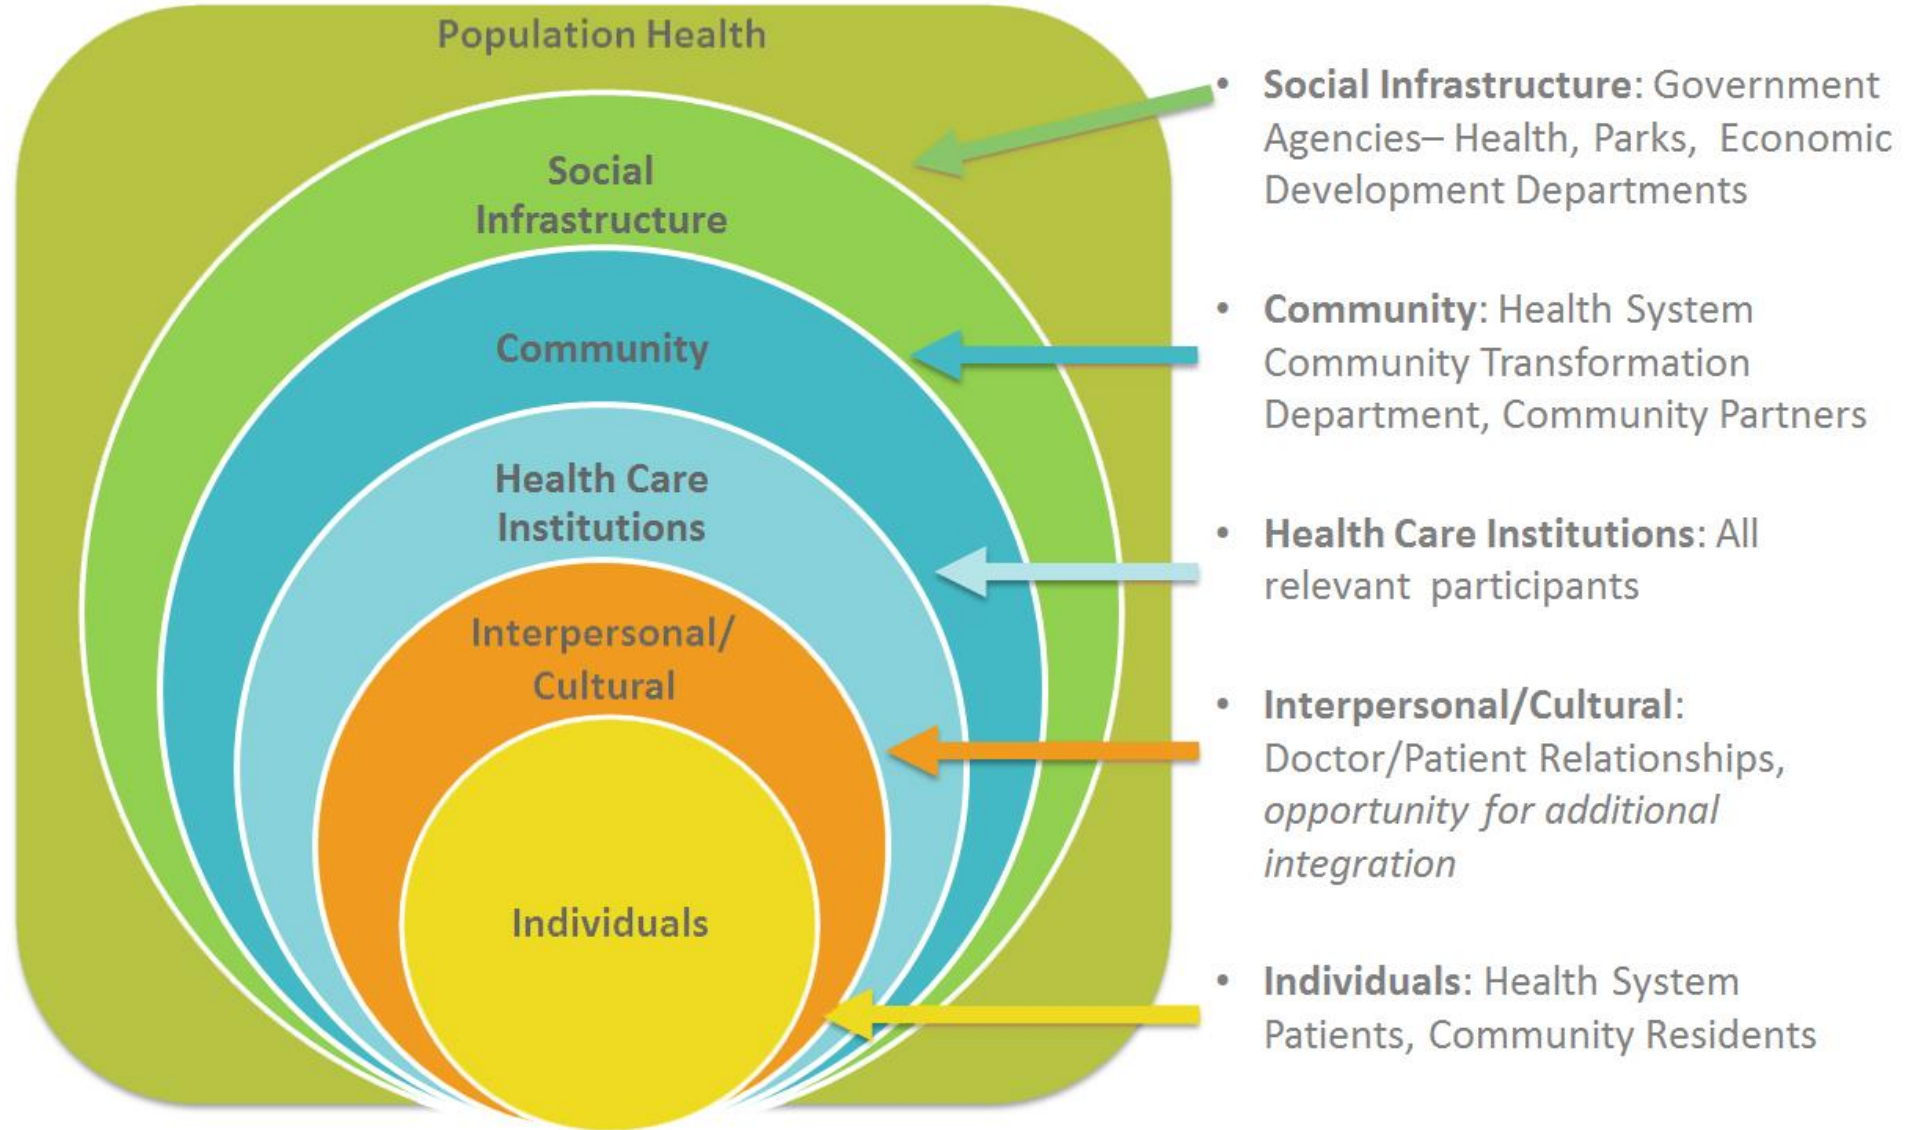 Population Health
Social
Infrastructure
Community
Health Care
Institutions
Interpersonal/
Cultural
Individuals
• Social Infrastructure: Government
Agencies– Health, Parks, Economic
Development Departments
• Community: Health System
Community Transformation
Department, Community Partners
• Health Care Institutions: All
relevant participants
• Interpersonal/Cultural:
Doctor/Patient Relationships,
opportunity for additional
integration
• Individuals: Health System
Patients, Community Residents